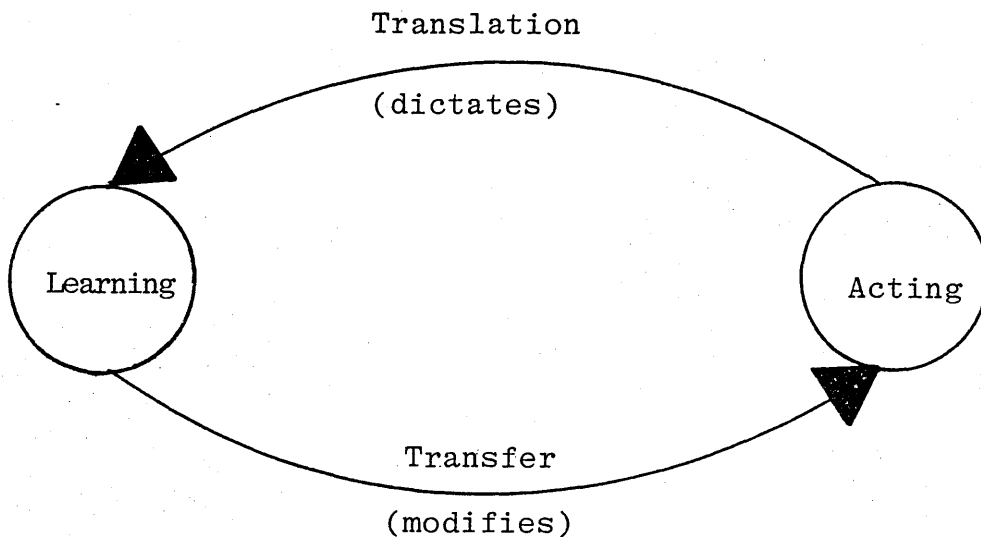 Translation
(dictates)
Learning
Acting
Transfer
(modifies)